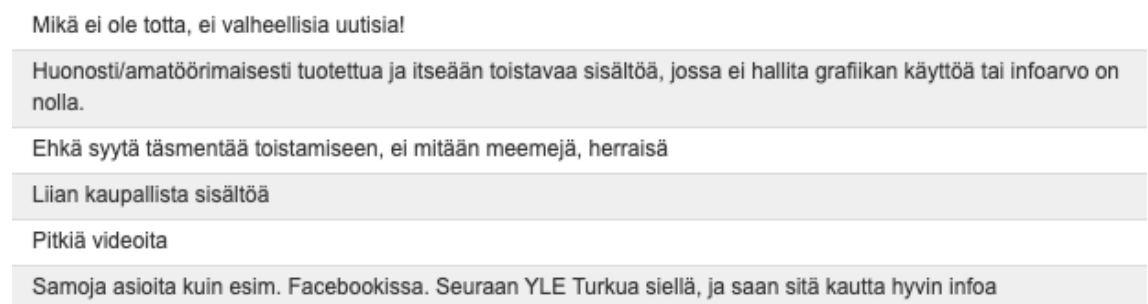 Mikä ei ole totta, ei valheellisia uutisia!
Huonosti/amatöörimaisesti tuotettua ja itseään toistavaa sisältöä, jossa ei hallita grafiikan käyttöä tai infoarvo on
nolla.
Ehkä syytä täsmentää toistamiseen, ei mitään meemejä, herraisä
Liian kaupallista sisältöä
Pitkiä videoita
Samoja asioita kuin esim. Facebookissa. Seuraan YLE Turkua siellä, ja saan sitä kautta hyvin infoa